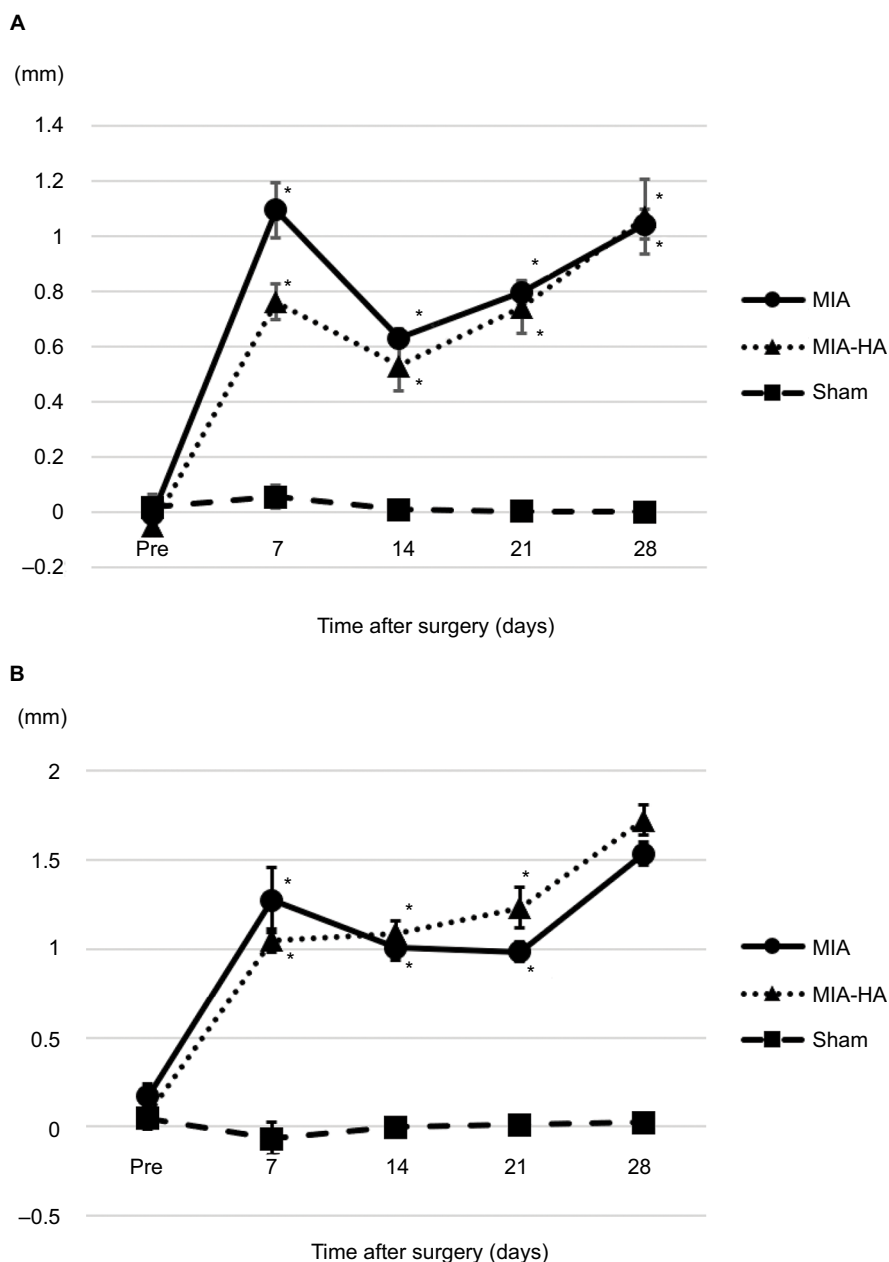 A
(mm)
1.4
1.2
1
0.8
0.6
0.4
0.2
0
–0.2
Pre 7 14 21 28
* * * * * * * *
Time after surgery (days)
MIA
MIA-HA
Sham
B
(mm)
2
1.5
1
0.5
0
–0.5
Pre 7 14 21 28
* * * * * *
Time after surgery (days)
MIA
MIA-HA
Sham